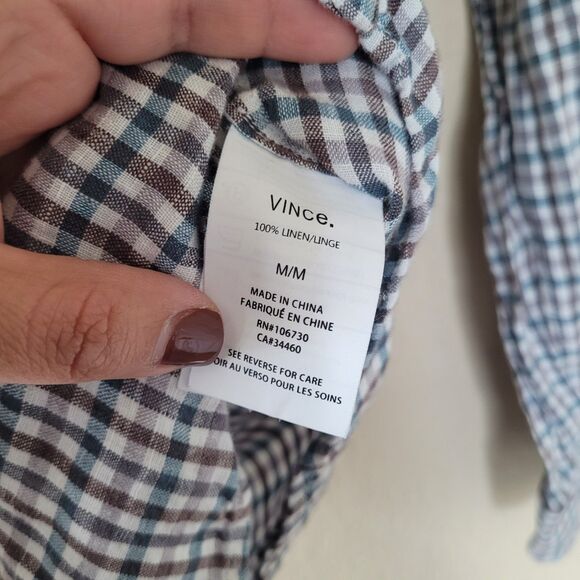 VINCe.
100% LINEN/LINGE
M/M
MADE IN CHINA
FABRIQUÉ EN CHINE
RN#106730
CA#34460
SEE REVERSE FOR CARE
OIR AU VERSO POUR LES SOINS